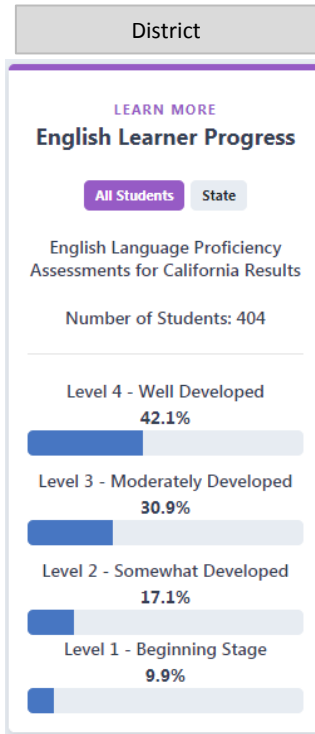 District
LEARN MORE
English Learner Progress
All Students State
English Language Proficiency
Assessments for California Results
Number of Students: 404
Level 4 - Well Developed
42.1%
Level 3 - Moderately Developed
30.9%
Level 2 - Somewhat Developed
17.1%
Level 1 - Beginning Stage
9.9%